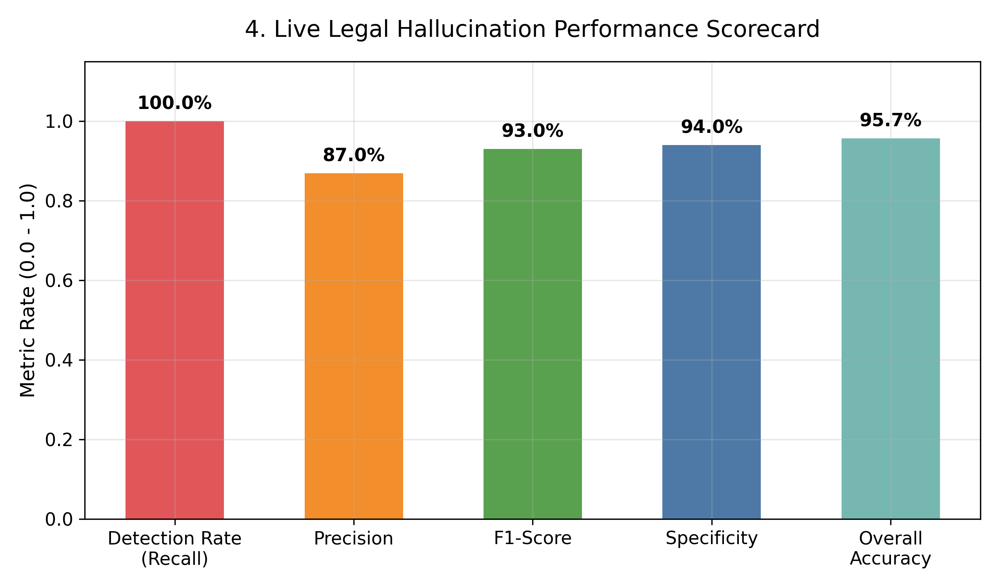 4. Live Legal Hallucination Performance Scorecard
Metric Rate (0.0 - 1.0)
1.0
0.8
0.6
0.4
0.2
0.0
100.0%
87.0%
93.0%
94.0%
95.7%
Detection Rate
(Recall)
Precision
F1-Score
Specificity
Overall
Accuracy